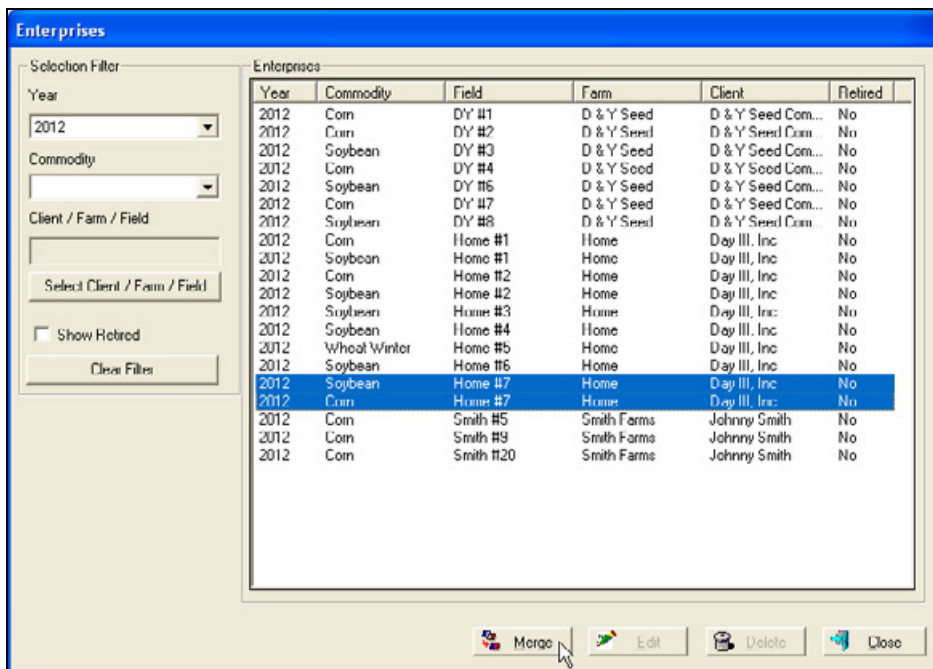 Enterprises
Selection Filter
Year
2012
Commodity
Client / Farm / Field
Select Client / Farm / Field
Show Retired
Clear Filter
Enterprises
Year Commodity Field Farm Client Retired
2012 Corn DY #1 D & Y Seed D & Y Seed Com... No
2012 Corn DY #2 D & Y Seed D & Y Seed Com... No
2012 Soybean DY #3 D & Y Seed D & Y Seed Com... No
2012 Corn DY #4 D & Y Seed D & Y Seed Com... No
2012 Soybean DY #6 D & Y Seed D & Y Seed Com... No
2012 Corn DY #7 D & Y Seed D & Y Seed Com... No
2012 Soybean DY #8 D & Y Seed D & Y Seed Com... No
2012 Corn Home #1 Home Day III, Inc No
2012 Soybean Home #1 Home Day III, Inc No
2012 Corn Home #2 Home Day III, Inc No
2012 Soybean Home #2 Home Day III, Inc No
2012 Soybean Home #3 Home Day III, Inc No
2012 Soybean Home #4 Home Day III, Inc No
2012 Wheat Winter Home #5 Home Day III, Inc No
2012 Soybean Home #6 Home Day III, Inc No
2012 Soybean Home #7 Home Day III, Inc No
2012 Corn Home #7 Home Day III, Inc No
2012 Corn Smith #5 Smith Farms Johnny Smith No
2012 Corn Smith #9 Smith Farms Johnny Smith No
2012 Corn Smith #20 Smith Farms Johnny Smith No
Merge Edit Delete Close